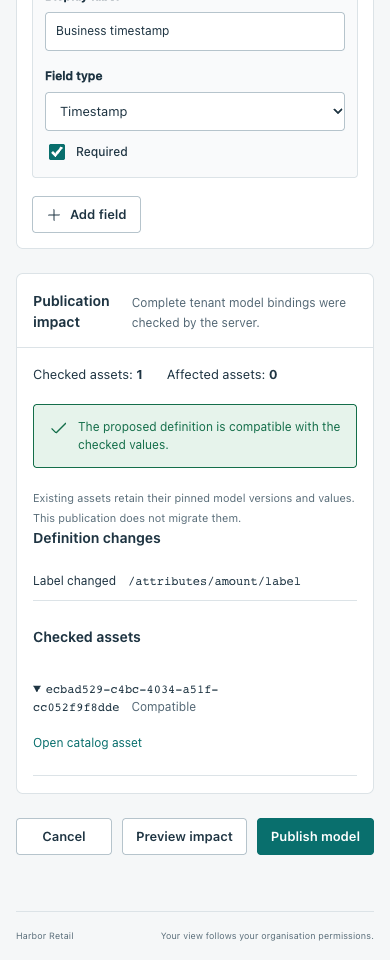 Business timestamp
Field type
Timestamp
Required
Add field
Publication impact
Complete tenant model bindings were checked by the server.
Checked assets: 1 Affected assets: 0
The proposed definition is compatible with the
checked values.
Existing assets retain their pinned model versions and values.
This publication does not migrate them.
Definition changes
Label changed /attributes/amount/label
Checked assets
ecbad529-c4bc-4034-a51f-
cc052f9f8dde Compatible
Open catalog asset
Cancel Preview impact Publish model
Harbor Retail Your view follows your organisation permissions.